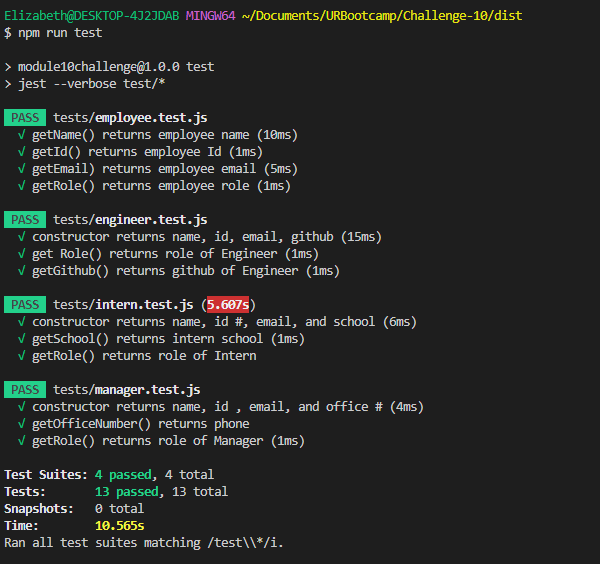 Elizabeth@DESKTOP-4J2JDAB MINGW64 ~/Documents/URBootcamp/Challenge-10/dist
$ npm run test
> module10challenge@1.0.0 test
> jest --verbose test/*
PASS tests/employee.test.js
√ getName() returns employee name (10ms)
√ getId() returns employee Id (1ms)
√ getEmail) returns employee email (5ms)
√ getRole() returns employee role (1ms)
PASS tests/engineer.test.js
√ constructor returns name, id, email, github (15ms)
√ get Role() returns role of Engineer (1ms)
√ getGithub() returns github of Engineer (1ms)
PASS tests/intern.test.js (5.607s)
√ constructor returns name, id #, email, and school (6ms)
√ getSchool() returns intern school (1ms)
√ getRole() returns role of Intern
PASS tests/manager.test.js
√ constructor returns name, id , email, and office # (4ms)
√ getOfficeNumber() returns phone
√ getRole() returns role of Manager (1ms)
Test Suites: 4 passed, 4 total
Tests: 13 passed, 13 total
Snapshots: 0 total
Time: 10.565s
Ran all test suites matching /test\\*/i.